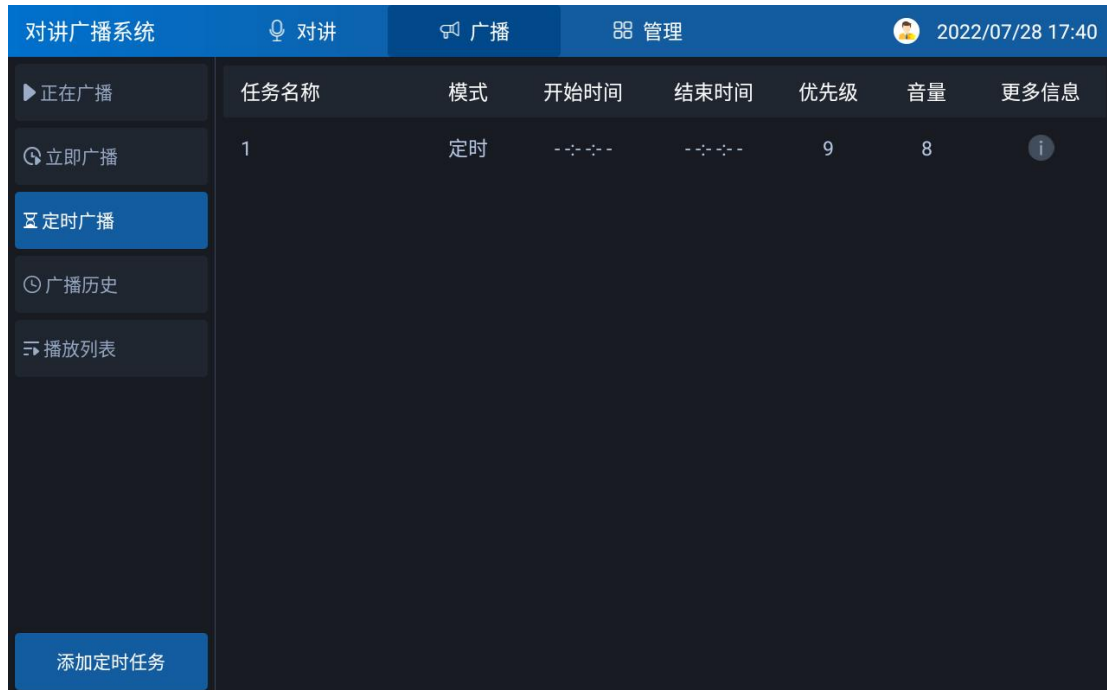 对讲广播系统 对讲 广播 管理 2022/07/28 17:40
正在广播
立即广播
定时广播
广播历史
播放列表
添加定时任务
任务名称 模式 开始时间 结束时间 优先级 音量 更多信息
1 定时 --:--:-- --:--:-- 9 8 i